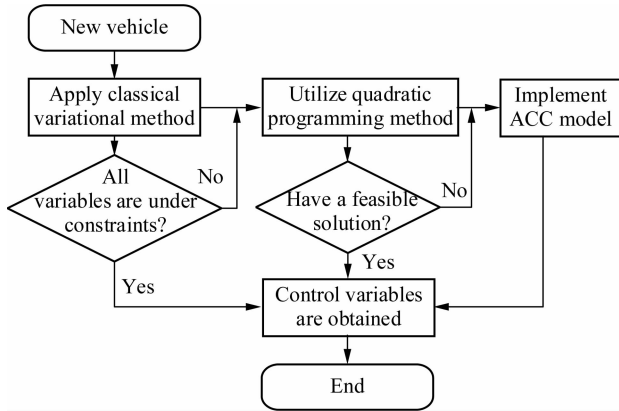 New vehicle
Apply classical
variational method
Utilize quadratic
programming method
Implement
ACC model
All
variables are under
constraints?
No
Have a feasible
solution?
No
Yes
Yes
Control variables
are obtained
End